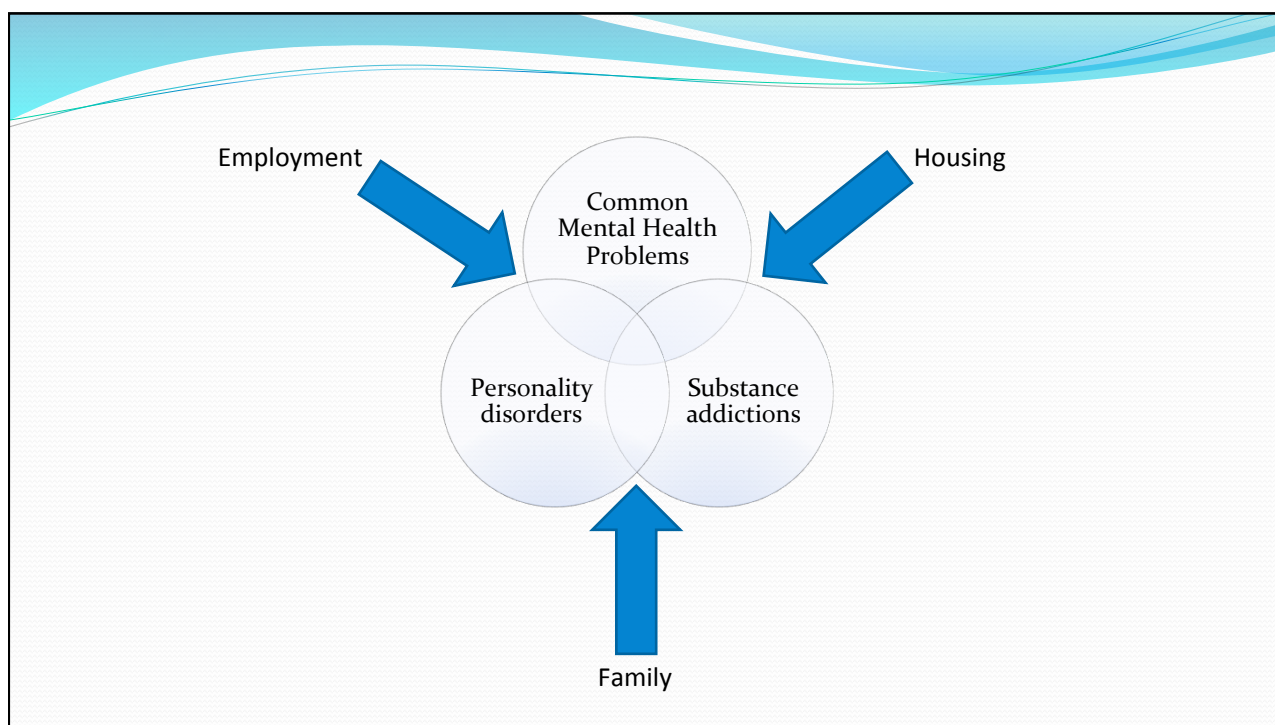 Employment
Housing
Common
Mental Health
Problems
Personality
disorders
Substance
addictions
Family